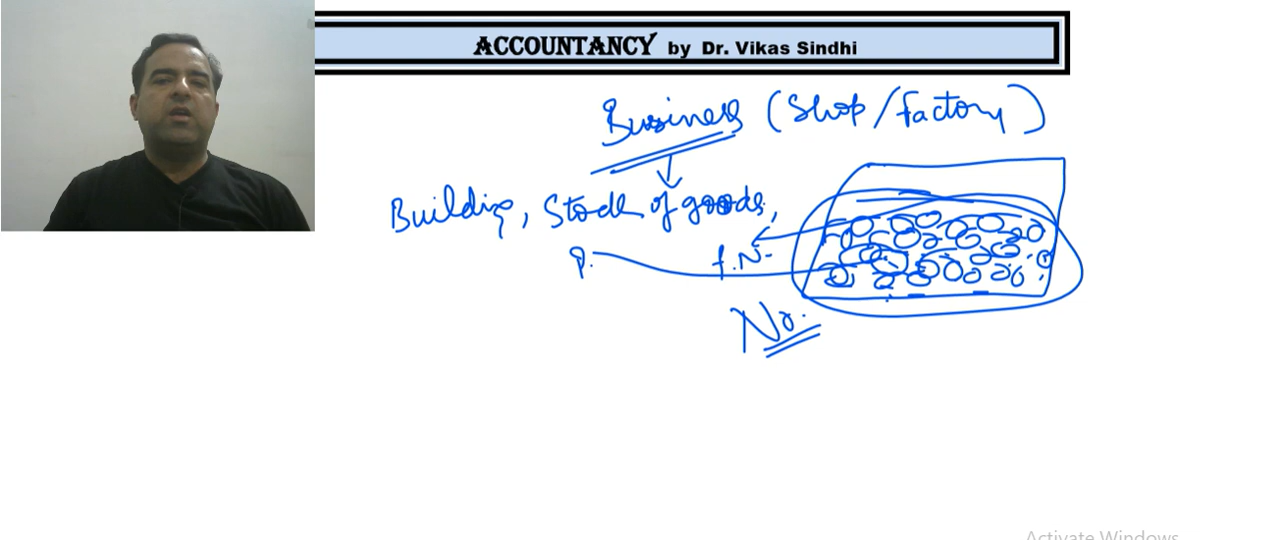 ACCOUNTANCY by Dr. Vikas Sindhi
Business (Shop/factory)
Building, Stock of goods,
P. f.N.
No.
Activate Windows